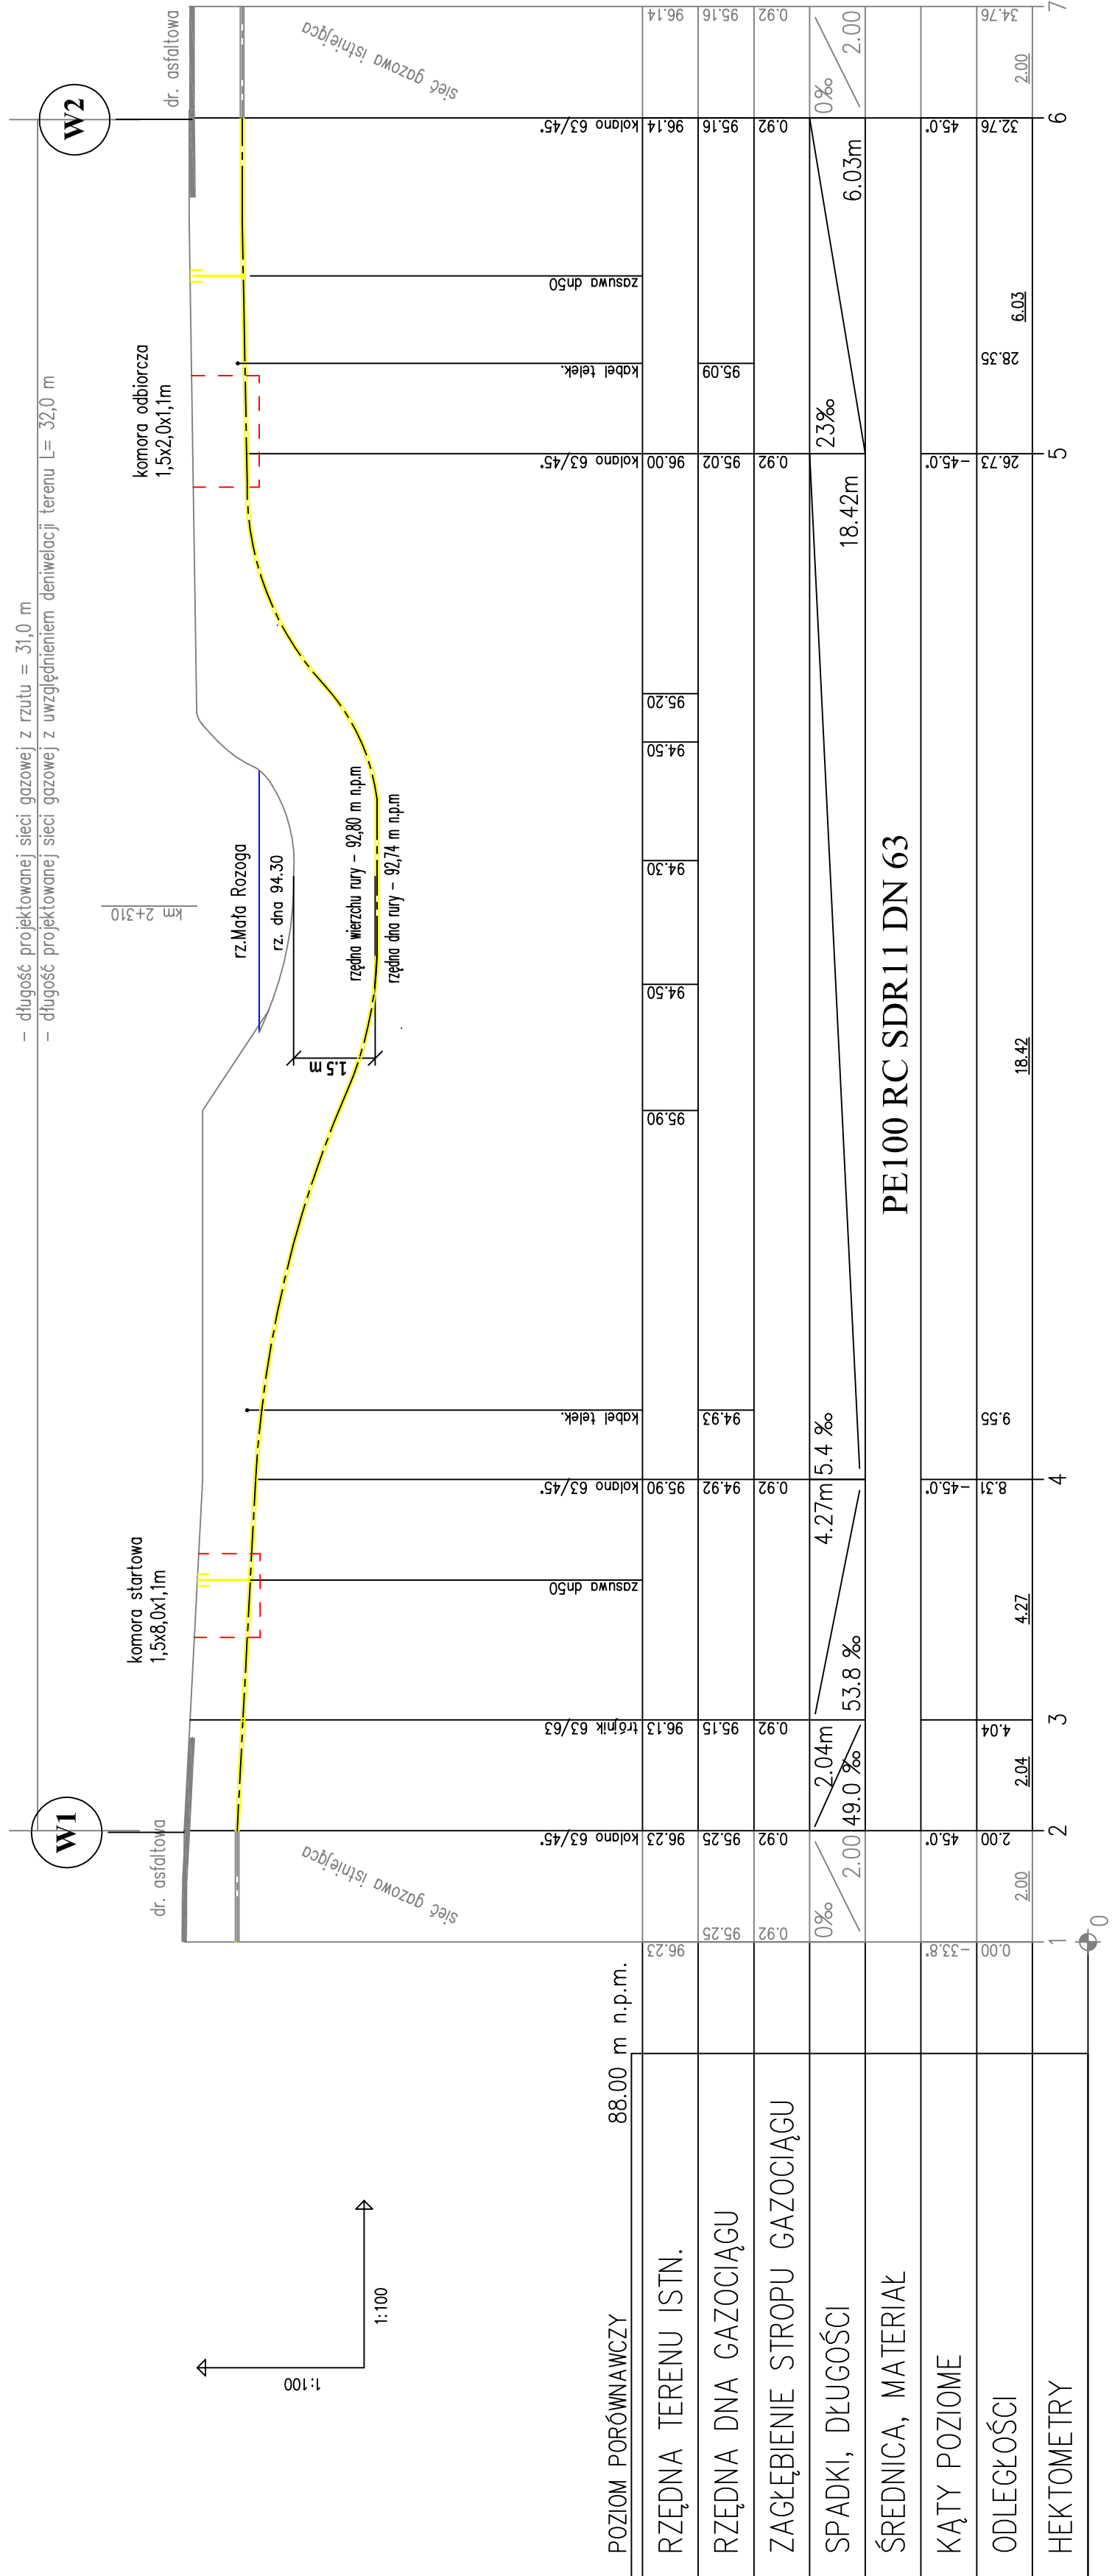 – długość projektowanej sieci gazowej z rzutu = 31,0 m
– długość projektowanej sieci gazowej z uwzględnieniem deniwelacji terenu L= 32,0 m
W1
W2
dr. asfaltowa
dr. asfaltowa
km 2+310
komora startowa
1,5x8,0x1,1m
komora odbiorcza
1,5x2,0x1,1m
rz.Mała Rozoga
rz. dna 94.30
1.5 m
rzędna wierzchu rury – 92,80 m n.p.m
rzędna dna rury – 92,74 m n.p.m
sieć gazowa istniejąca
sieć gazowa istniejąca
1:100
1:100
kolano 63/45°
trójnik 63/63
zasuwa dn50
kolano 63/45°
kabel telek.
kolano 63/45°
kabel telek.
zasuwa dn50
kolano 63/45°
POZIOM PORÓWNAWCZY 88.00 m n.p.m.
RZĘDNA TERENU ISTN. 96.23 96.23 96.13 95.90 95.90 94.50 94.30 94.50 95.20 96.00 96.14 96.14
RZĘDNA DNA GAZOCIĄGU 95.25 95.25 95.15 94.92 94.93 95.02 95.09 95.16 95.16
ZAGŁĘBIENIE STROPU GAZOCIĄGU 0.92 0.92 0.92 0.92 0.92 0.92 0.92
SPADKI, DŁUGOŚCI 0‰ 2.00 49.0 ‰ 2.04m 53.8 ‰ 4.27m 5.4 ‰ 18.42m 23‰ 6.03m 0‰ 2.00
ŚREDNICA, MATERIAŁ PE100 RC SDR11 DN 63
KĄTY POZIOME –33.8° 45.0° –45.0° –45.0° 45.0°
ODLEGŁOŚCI 0.00 2.00 2.00 2.04 4.04 4.27 8.31 9.55 18.42 26.73 28.35 6.03 32.76 2.00 34.76
HEKTOMETRY 1 2 3 4 5 6 7
0